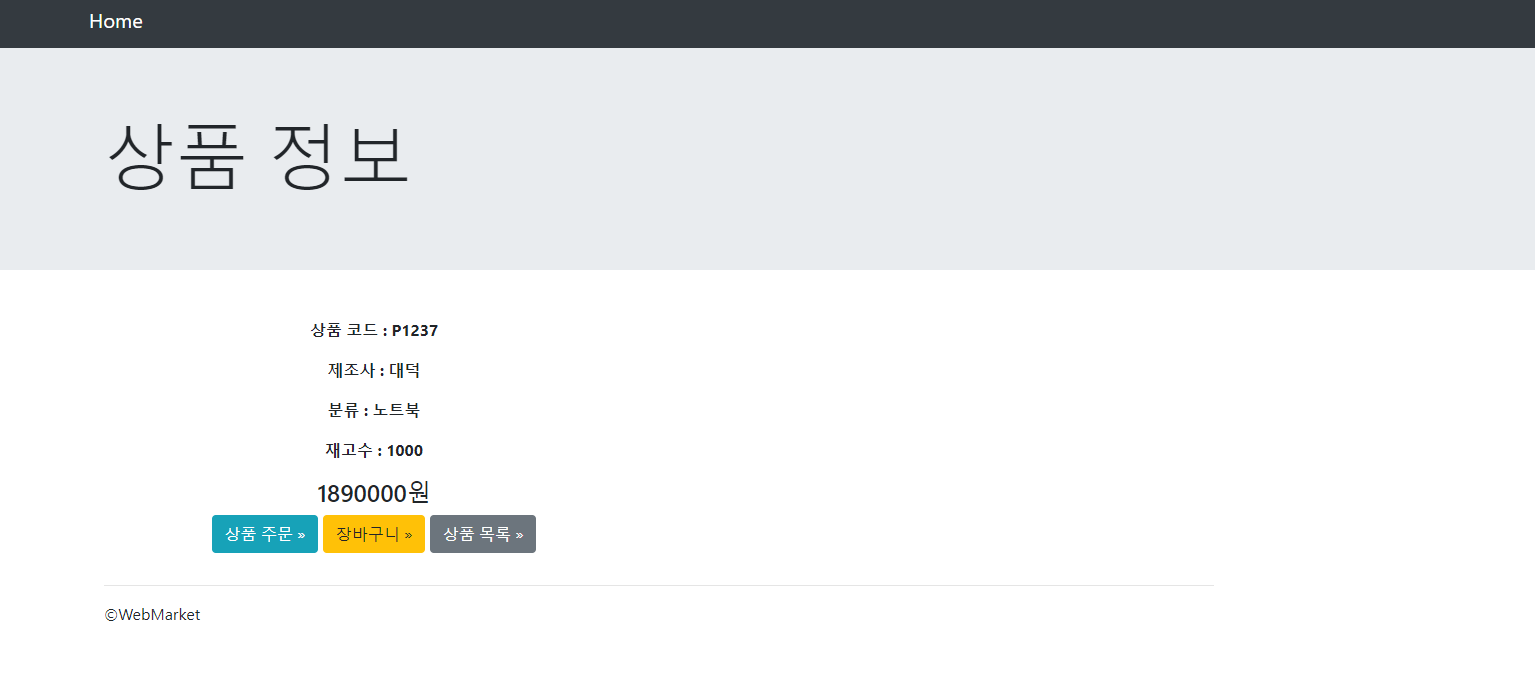 Home
상품 정보
상품 코드 : P1237
제조사 : 대덕
분류 : 노트북
재고수 : 1000
1890000원
상품 주문 » 장바구니 » 상품 목록 »
©WebMarket